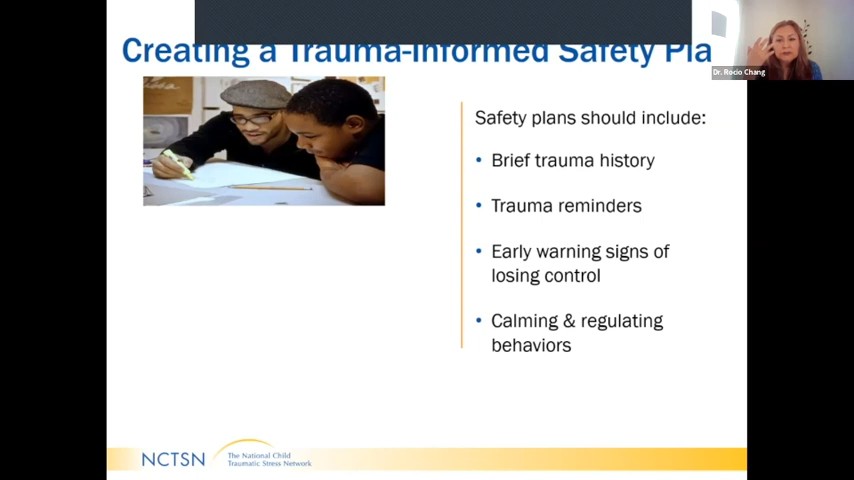 Creating a Trauma-Informed Safety Pla
Dr. Rocio Chang
Safety plans should include:
• Brief trauma history
• Trauma reminders
• Early warning signs of
losing control
• Calming & regulating
behaviors
NCTSN
The National Child
Traumatic Stress Network